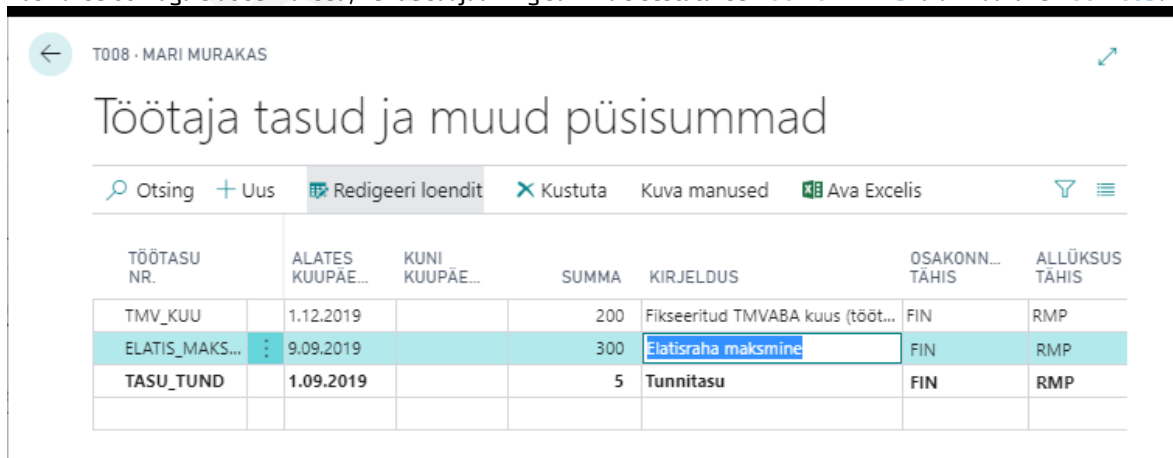 T008 · MARI MURAKAS
Töötaja tasud ja muud püsisummad
Otsing + Uus Redigeeri loendit Kustuta Kuva manused Ava Excelis
TÖÖTASU NR. ALATES KUUPÄE... KUNI KUUPÄE... SUMMA KIRJELDUS OSAKONN... TÄHIS ALLÜKSUS TÄHIS
TMV_KUU 1.12.2019 200 Fikseeritud TMVABA kuus (tööt... FIN RMP
ELATIS_MAKS... 9.09.2019 300 Elatisraha maksmine FIN RMP
TASU_TUND 1.09.2019 5 Tunnitasu FIN RMP